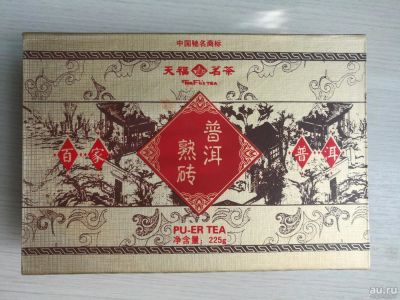 中国驰名商标
天福茗茶
TenFu's TEA
百家
普洱
熟砖
普洱
PU-ER TEA
净含量：225g
au.ru